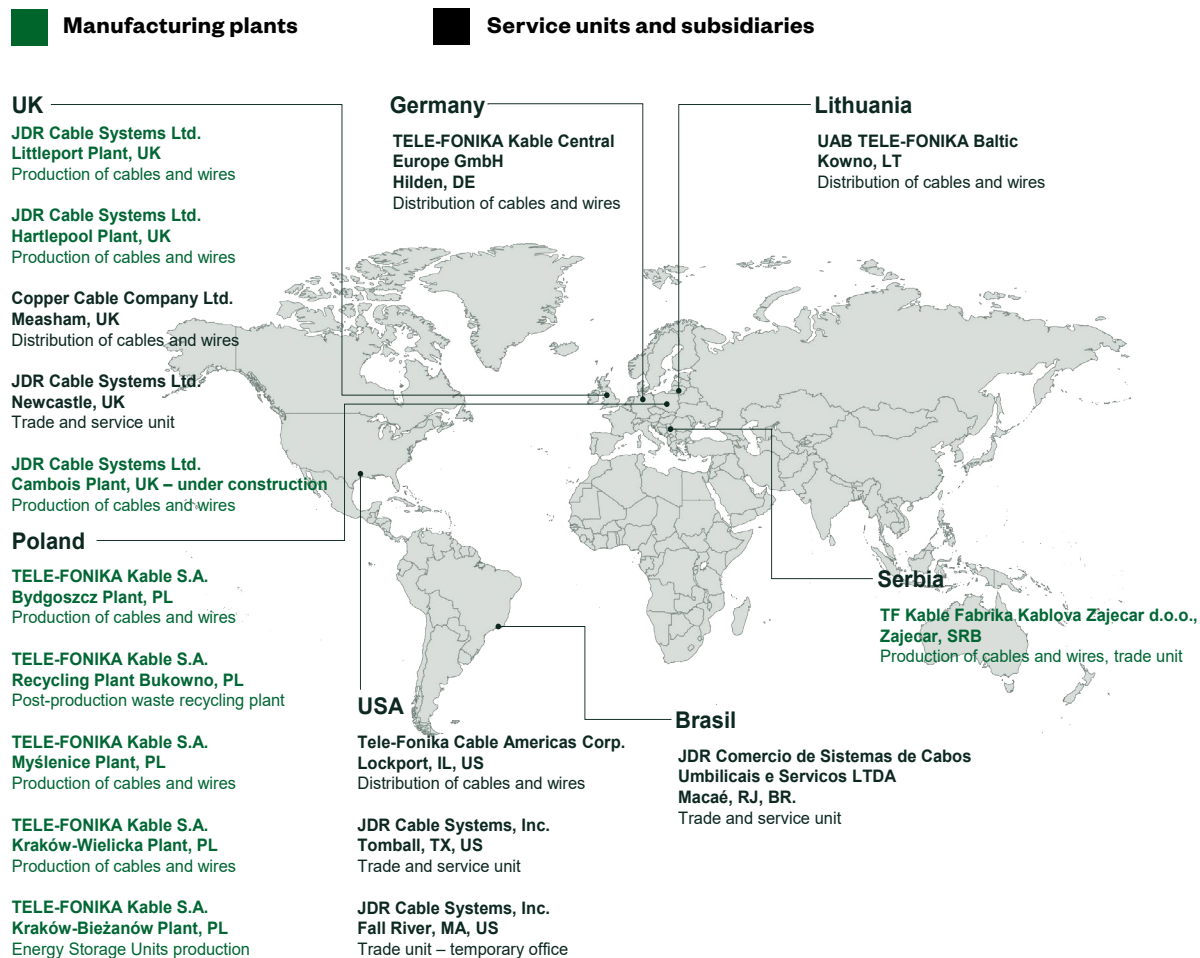 Manufacturing plants
Service units and subsidiaries
UK
JDR Cable Systems Ltd.
Littleport Plant, UK
Production of cables and wires
JDR Cable Systems Ltd.
Hartlepool Plant, UK
Production of cables and wires
Copper Cable Company Ltd.
Measham, UK
Distribution of cables and wires
JDR Cable Systems Ltd.
Newcastle, UK
Trade and service unit
JDR Cable Systems Ltd.
Cambois Plant, UK – under construction
Production of cables and wires
Poland
TELE-FONIKA Kable S.A.
Bydgoszcz Plant, PL
Production of cables and wires
TELE-FONIKA Kable S.A.
Recycling Plant Bukowno, PL
Post-production waste recycling plant
TELE-FONIKA Kable S.A.
Myślenice Plant, PL
Production of cables and wires
TELE-FONIKA Kable S.A.
Kraków-Wielicka Plant, PL
Production of cables and wires
TELE-FONIKA Kable S.A.
Kraków-Bieżanów Plant, PL
Energy Storage Units production
Germany
TELE-FONIKA Kable Central
Europe GmbH
Hilden, DE
Distribution of cables and wires
Lithuania
UAB TELE-FONIKA Baltic
Kowno, LT
Distribution of cables and wires
Serbia
TF Kable Fabrika Kablova Zajecar d.o.o.,
Zajecar, SRB
Production of cables and wires, trade unit
USA
Tele-Fonika Cable Americas Corp.
Lockport, IL, US
Distribution of cables and wires
JDR Cable Systems, Inc.
Tomball, TX, US
Trade and service unit
JDR Cable Systems, Inc.
Fall River, MA, US
Trade unit – temporary office
Brasil
JDR Comercio de Sistemas de Cabos
Umbilicais e Servicos LTDA
Macaé, RJ, BR.
Trade and service unit